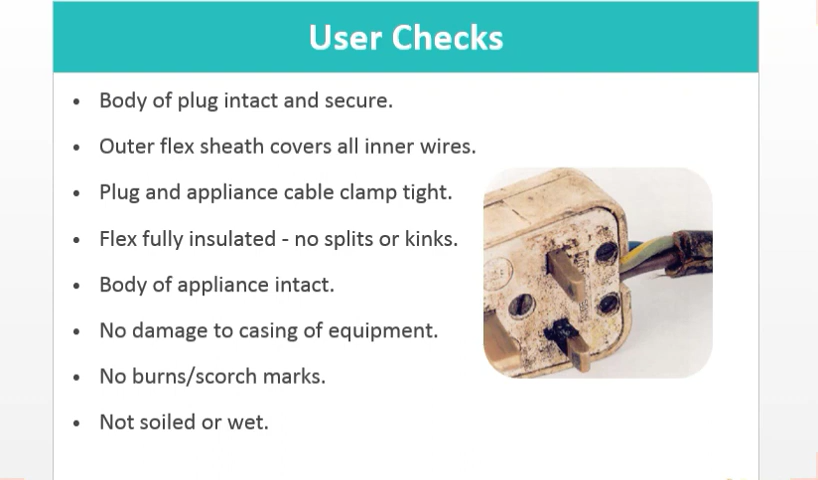 User Checks
• Body of plug intact and secure.
• Outer flex sheath covers all inner wires.
• Plug and appliance cable clamp tight.
• Flex fully insulated - no splits or kinks.
• Body of appliance intact.
• No damage to casing of equipment.
• No burns/scorch marks.
• Not soiled or wet.